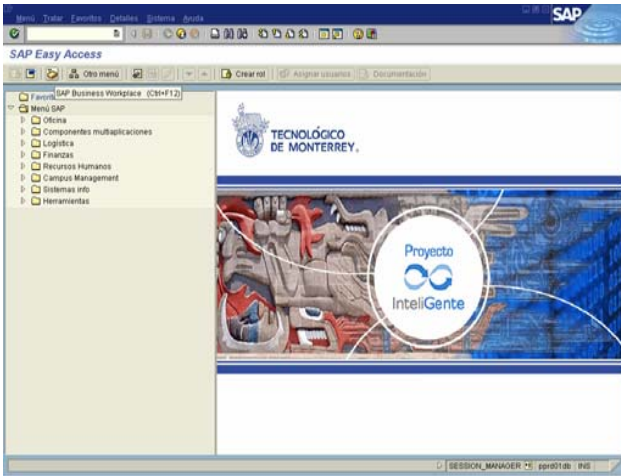 Menú Tratar Favoritos Detalles Sistema Ayuda
SAP
SAP Easy Access
Otro menú Crear rol Asignar usuarios Documentación
SAP Business Workplace (Ctrl+F12)
Menú SAP
Oficina
Componentes multiaplicaciones
Logística
Finanzas
Recursos Humanos
Campus Management
Sistemas info
Herramientas
TECNOLÓGICO
DE MONTERREY.
Proyecto
InteliGente
SESSION_MANAGER pprd01db INS